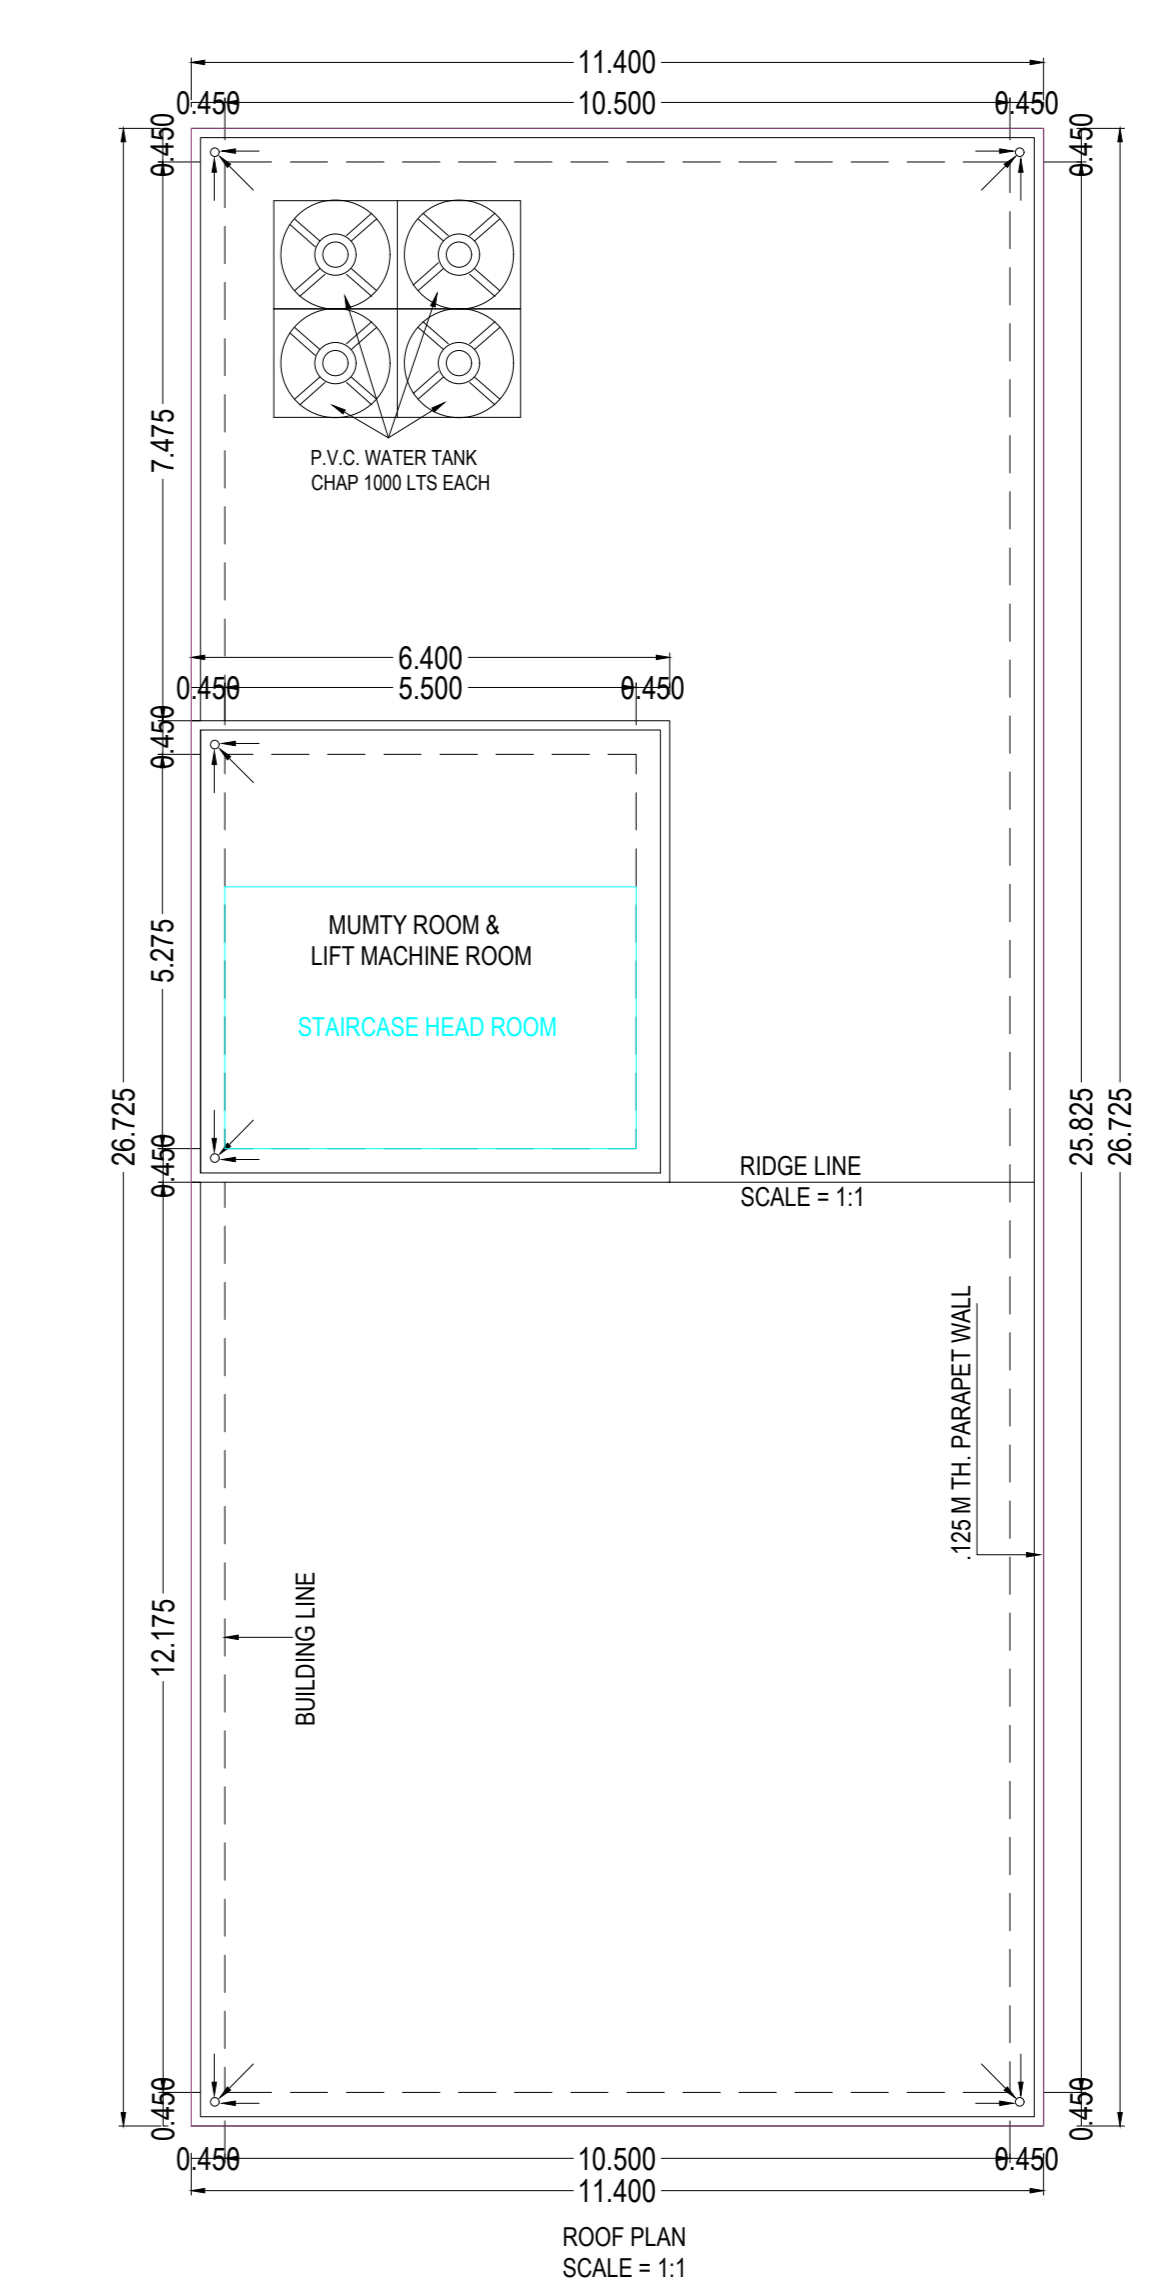 11.400
0.450
10.500
0.450
0.450
0.450
P.V.C. WATER TANK
CHAP 1000 LTS EACH
7.475
6.400
0.450
5.500
0.450
0.450
MUMTY ROOM &
LIFT MACHINE ROOM
STAIRCASE HEAD ROOM
5.275
26.725
25.825
26.725
0.450
RIDGE LINE
SCALE = 1:1
.125 M TH. PARAPET WALL
BUILDING LINE
12.175
0.450
0.450
0.450
10.500
0.450
11.400
ROOF PLAN
SCALE = 1:1